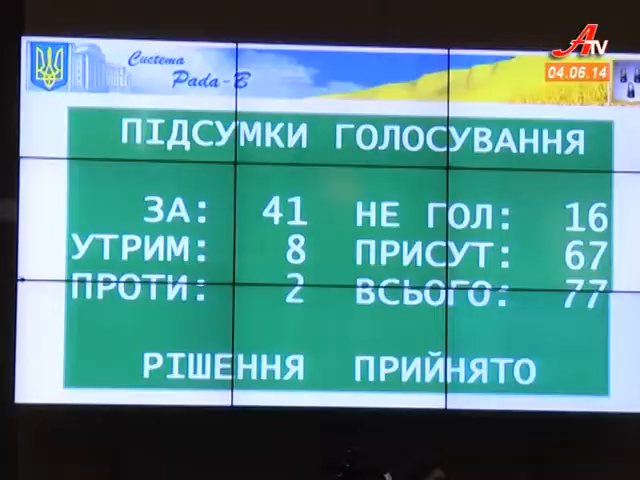 Система
Рада-В
АTV
04.06.14
ПІДСУМКИ ГОЛОСУВАННЯ
ЗА: 41 НЕ ГОЛ: 16
УТРИМ: 8 ПРИСУТ: 67
ПРОТИ: 2 ВСЬОГО: 77
РІШЕННЯ ПРИЙНЯТО